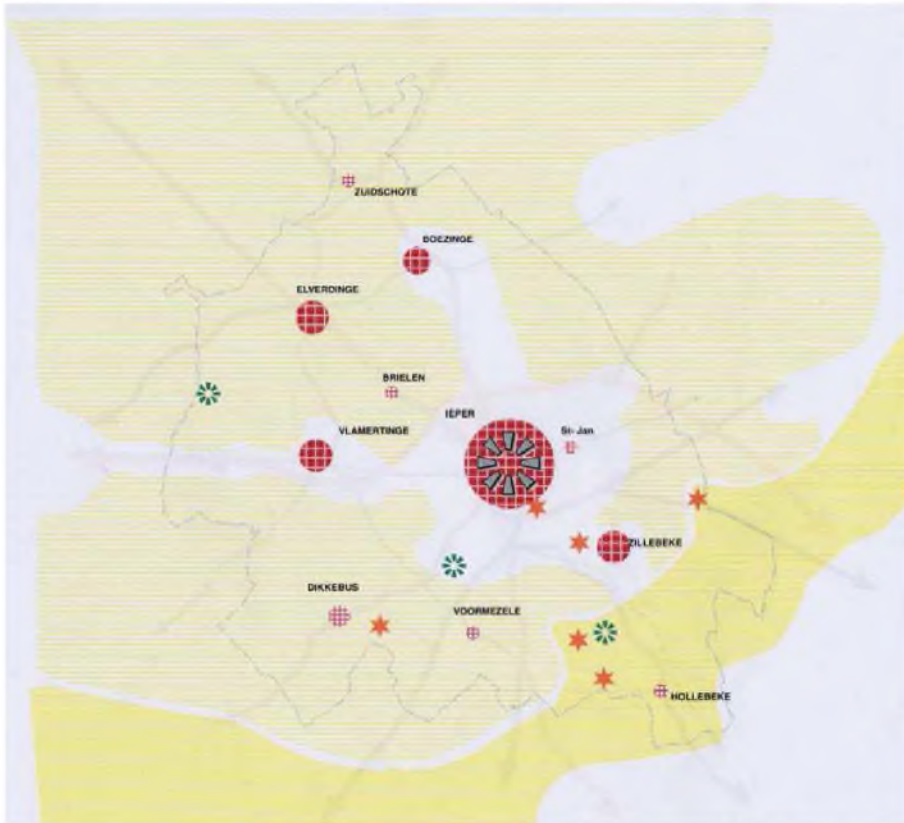 ZUIDSCHOTE
BOEZINGE
ELVERDINGE
BRIELEN
IEPER
St- Jan
VLAMERTINGE
ZILLEBEKE
DIKKEBUS
VOORMEZELE
HOLLEBEKE